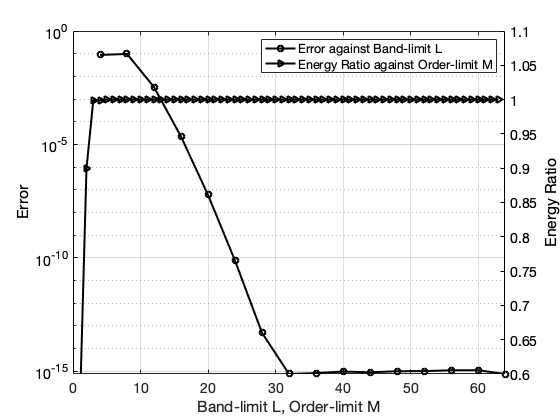 10^0
10^-5
10^-10
10^-15
Error
1.1
1.05
1
0.95
0.9
0.85
0.8
0.75
0.7
0.65
0.6
Energy Ratio
Error against Band-limit L
Energy Ratio against Order-limit M
0 10 20 30 40 50 60
Band-limit L, Order-limit M